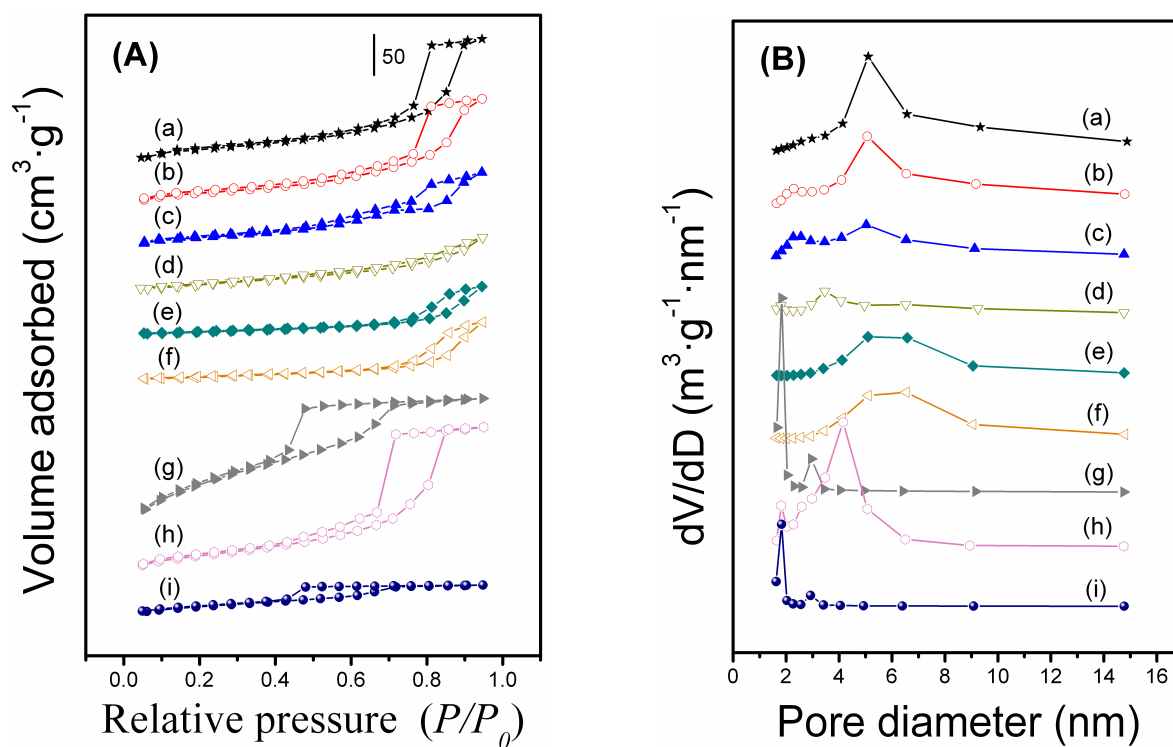 (A)
50
(a)
(b)
(c)
(d)
(e)
(f)
(g)
(h)
(i)
Volume adsorbed (cm³·g⁻¹)
0.0 0.2 0.4 0.6 0.8 1.0
Relative pressure (P/P₀)
(B)
(a)
(b)
(c)
(d)
(e)
(f)
(g)
(h)
(i)
dV/dD (m³·g⁻¹·nm⁻¹)
0 2 4 6 8 10 12 14 16
Pore diameter (nm)